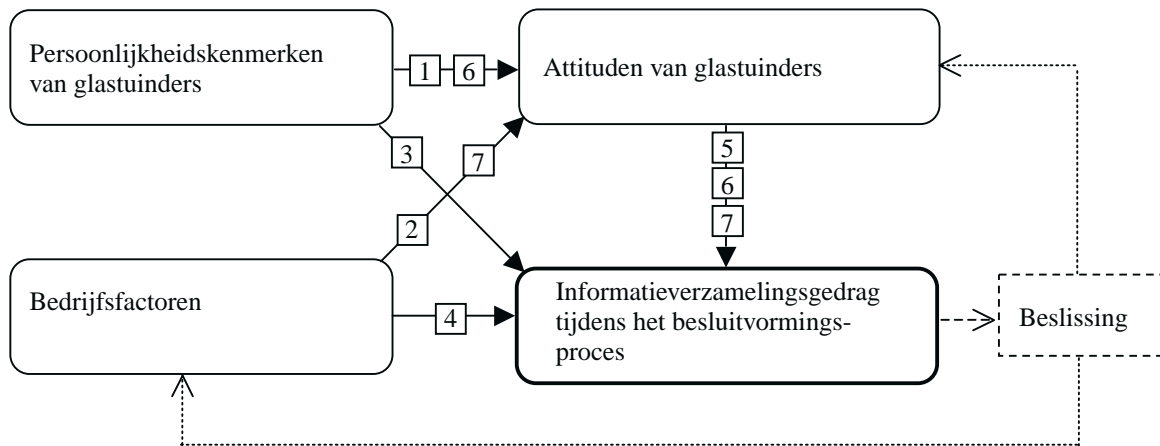 Persoonlijkheidskenmerken
van glastuinders
1 6
Attituden van glastuinders
3
7
2
5
6
7
Bedrijfsfactoren
4
Informatieverzamelingsgedrag
tijdens het besluitvormings-
proces
Beslissing